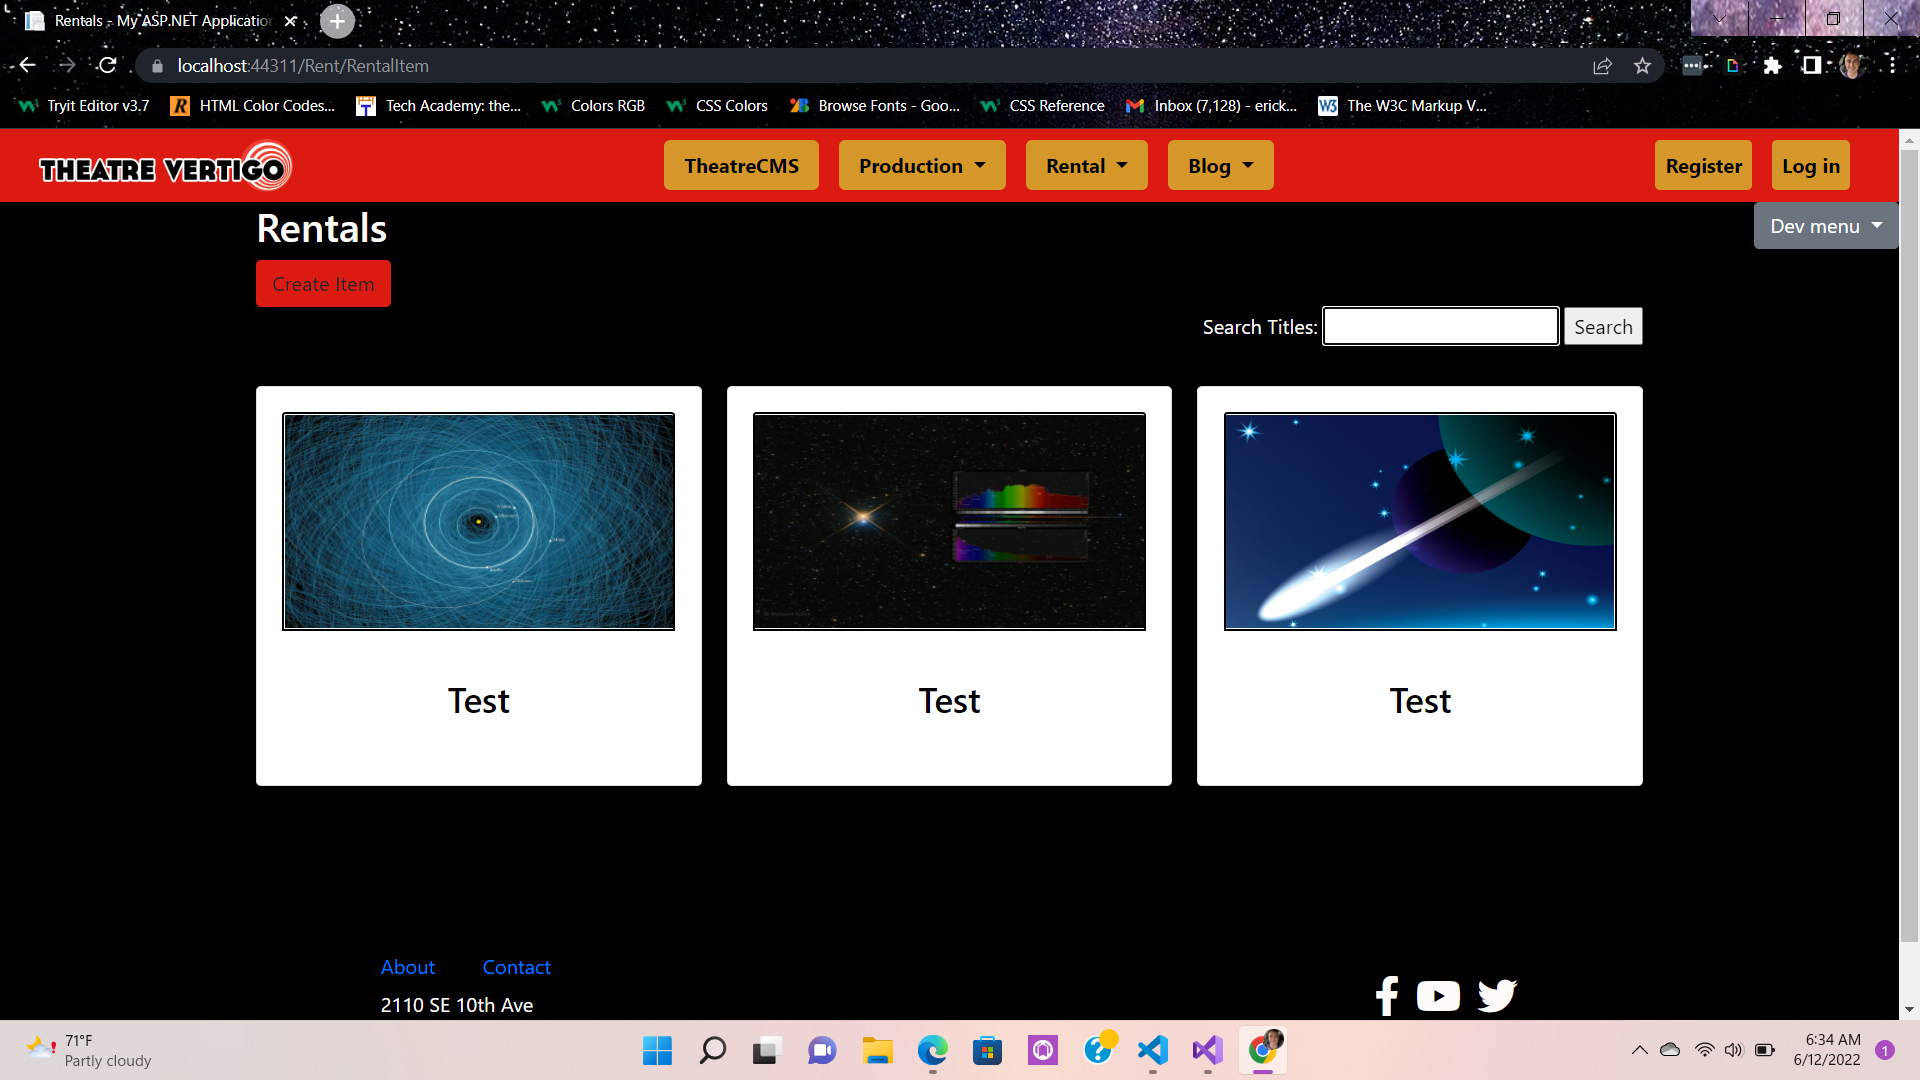 Rentals - My ASP.NET Application
localhost:44311/Rent/RentalItem
Tryit Editor v3.7
HTML Color Codes...
Tech Academy: the...
Colors RGB
CSS Colors
Browse Fonts - Goo...
CSS Reference
Inbox (7,128) - erick...
The W3C Markup V...
THEATRE VERTIGO
TheatreCMS
Production
Rental
Blog
Register
Log in
Rentals
Dev menu
Create Item
Search Titles:
Search
Test
Test
Test
About
Contact
2110 SE 10th Ave
71°F
Partly cloudy
6:34 AM
6/12/2022
1